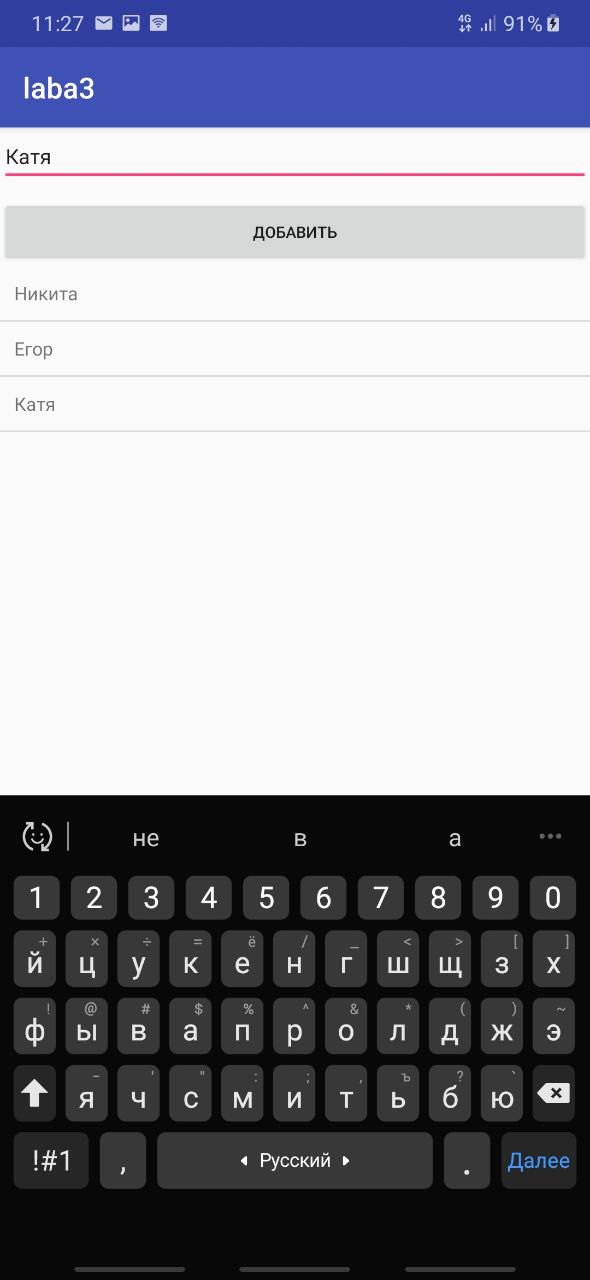 11:27 4G 91%
laba3
Катя
ДОБАВИТЬ
Никита
Егор
Катя
не в а
1 2 3 4 5 6 7 8 9 0
+ × ÷ = ё / _ < > [ ]
й ц у к е н г ш щ з х
! @ # $ % ^ & * ( ) ~
ф ы в а п р о л д ж э
- ' " : ; , ъ ? `
я ч с м и т ь б ю
!#1 , Русский . Далее